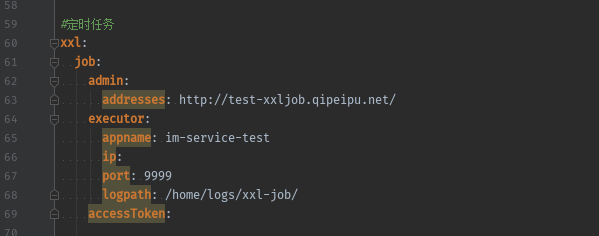 58
59 #定时任务
60 xxl:
61 job:
62 admin:
63 addresses: http://test-xxljob.qipeipu.net/
64 executor:
65 appname: im-service-test
66 ip:
67 port: 9999
68 logpath: /home/logs/xxl-job/
69 accessToken:
70